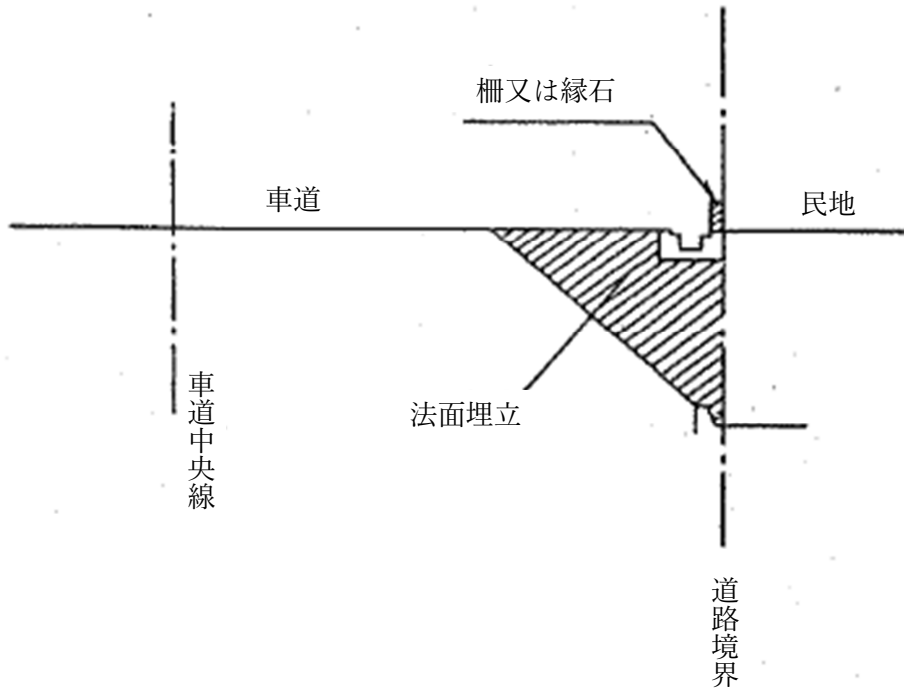 柵又は縁石
車道
民地
法面埋立
車道中央線
道路境界